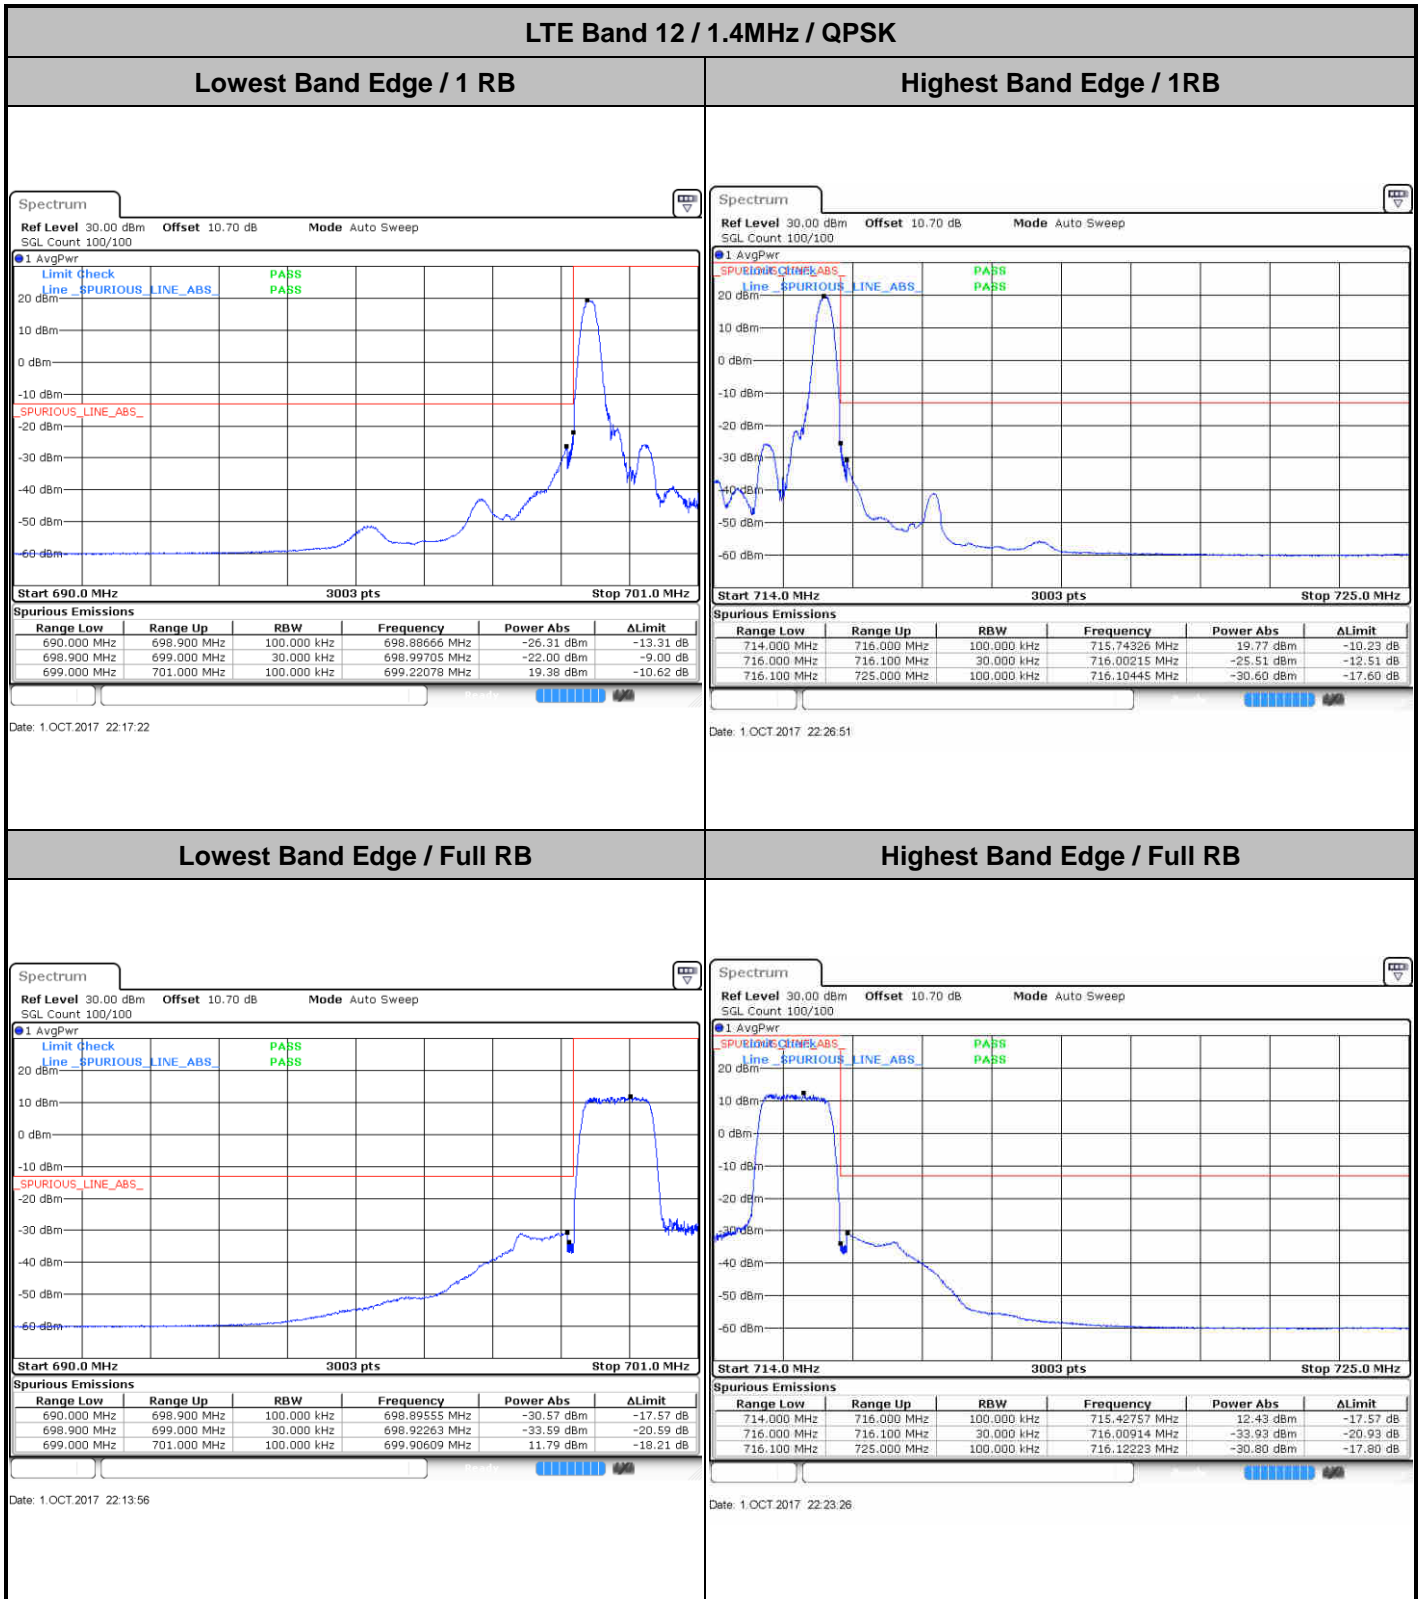 LTE Band 12 / 1.4MHz / QPSK
Lowest Band Edge / 1 RB
Highest Band Edge / 1RB
Spectrum
Ref Level 30.00 dBm Offset 10.70 dB Mode Auto Sweep
SGL Count 100/100
1 AvgPwr
Limit Check PASS
Line _SPURIOUS_LINE_ABS_ PASS
20 dBm
10 dBm
0 dBm
-10 dBm
_SPURIOUS_LINE_ABS_
-20 dBm
-30 dBm
-40 dBm
-50 dBm
-60 dBm
Start 690.0 MHz 3003 pts Stop 701.0 MHz
Spurious Emissions
Range Low Range Up RBW Frequency Power Abs ΔLimit
690.000 MHz 698.900 MHz 100.000 kHz 698.88666 MHz -26.31 dBm -13.31 dB
698.900 MHz 699.000 MHz 30.000 kHz 698.99705 MHz -22.00 dBm -9.00 dB
699.000 MHz 701.000 MHz 100.000 kHz 699.22078 MHz 19.38 dBm -10.62 dB
Date: 1.OCT.2017 22:17:22
Spectrum
Ref Level 30.00 dBm Offset 10.70 dB Mode Auto Sweep
SGL Count 100/100
1 AvgPwr
_SPURIOUS_LINE_ABS_
Limit Check PASS
Line _SPURIOUS_LINE_ABS_ PASS
20 dBm
10 dBm
0 dBm
-10 dBm
-20 dBm
-30 dBm
-40 dBm
-50 dBm
-60 dBm
Start 714.0 MHz 3003 pts Stop 725.0 MHz
Spurious Emissions
Range Low Range Up RBW Frequency Power Abs ΔLimit
714.000 MHz 716.000 MHz 100.000 kHz 715.74326 MHz 19.77 dBm -10.23 dB
716.000 MHz 716.100 MHz 30.000 kHz 716.00215 MHz -25.51 dBm -12.51 dB
716.100 MHz 725.000 MHz 100.000 kHz 716.10445 MHz -30.60 dBm -17.60 dB
Date: 1.OCT.2017 22:26:51
Lowest Band Edge / Full RB
Highest Band Edge / Full RB
Spectrum
Ref Level 30.00 dBm Offset 10.70 dB Mode Auto Sweep
SGL Count 100/100
1 AvgPwr
Limit Check PASS
Line _SPURIOUS_LINE_ABS_ PASS
20 dBm
10 dBm
0 dBm
-10 dBm
_SPURIOUS_LINE_ABS_
-20 dBm
-30 dBm
-40 dBm
-50 dBm
-60 dBm
Start 690.0 MHz 3003 pts Stop 701.0 MHz
Spurious Emissions
Range Low Range Up RBW Frequency Power Abs ΔLimit
690.000 MHz 698.900 MHz 100.000 kHz 698.89555 MHz -30.57 dBm -17.57 dB
698.900 MHz 699.000 MHz 30.000 kHz 698.92263 MHz -33.59 dBm -20.59 dB
699.000 MHz 701.000 MHz 100.000 kHz 699.90609 MHz 11.79 dBm -18.21 dB
Date: 1.OCT.2017 22:13:56
Spectrum
Ref Level 30.00 dBm Offset 10.70 dB Mode Auto Sweep
SGL Count 100/100
1 AvgPwr
_SPURIOUS_LINE_ABS_
Limit Check PASS
Line _SPURIOUS_LINE_ABS_ PASS
20 dBm
10 dBm
0 dBm
-10 dBm
-20 dBm
-30 dBm
-40 dBm
-50 dBm
-60 dBm
Start 714.0 MHz 3003 pts Stop 725.0 MHz
Spurious Emissions
Range Low Range Up RBW Frequency Power Abs ΔLimit
714.000 MHz 716.000 MHz 100.000 kHz 715.42757 MHz 12.43 dBm -17.57 dB
716.000 MHz 716.100 MHz 30.000 kHz 716.00914 MHz -33.93 dBm -20.93 dB
716.100 MHz 725.000 MHz 100.000 kHz 716.12223 MHz -30.80 dBm -17.80 dB
Date: 1.OCT.2017 22:23:26